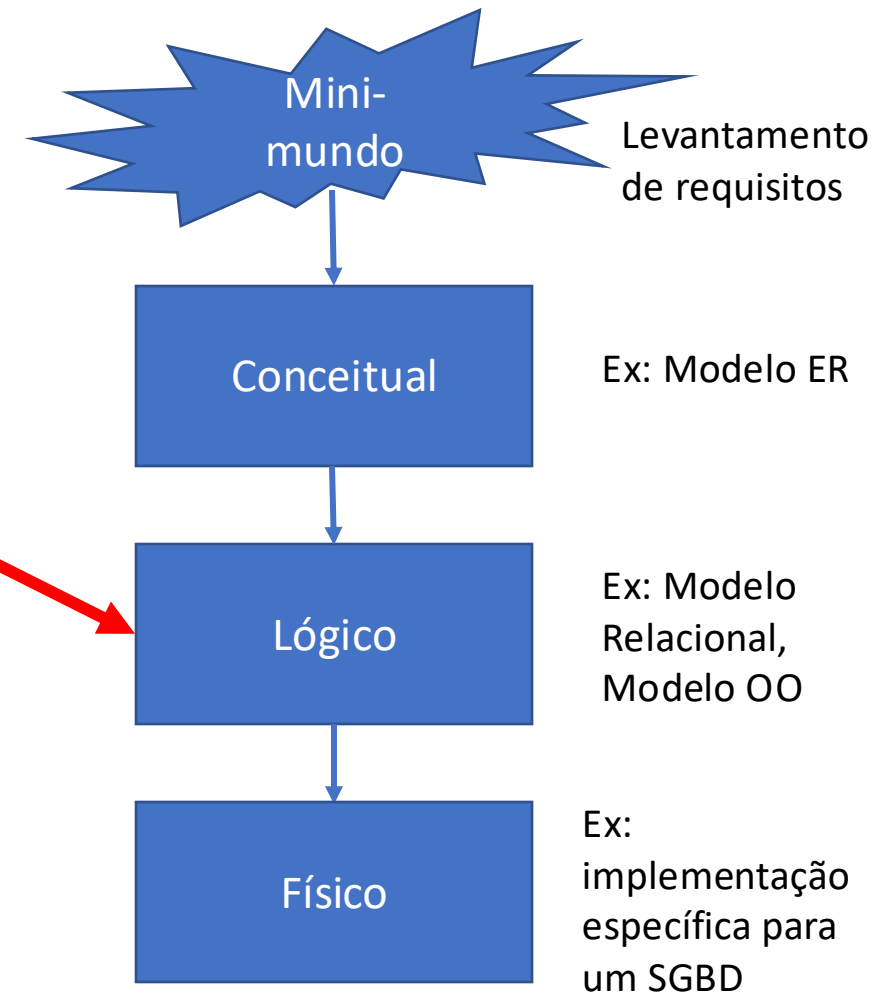 Mini-
mundo
Levantamento
de requisitos
Conceitual
Ex: Modelo ER
Lógico
Ex: Modelo
Relacional,
Modelo OO
Físico
Ex:
implementação
específica para
um SGBD